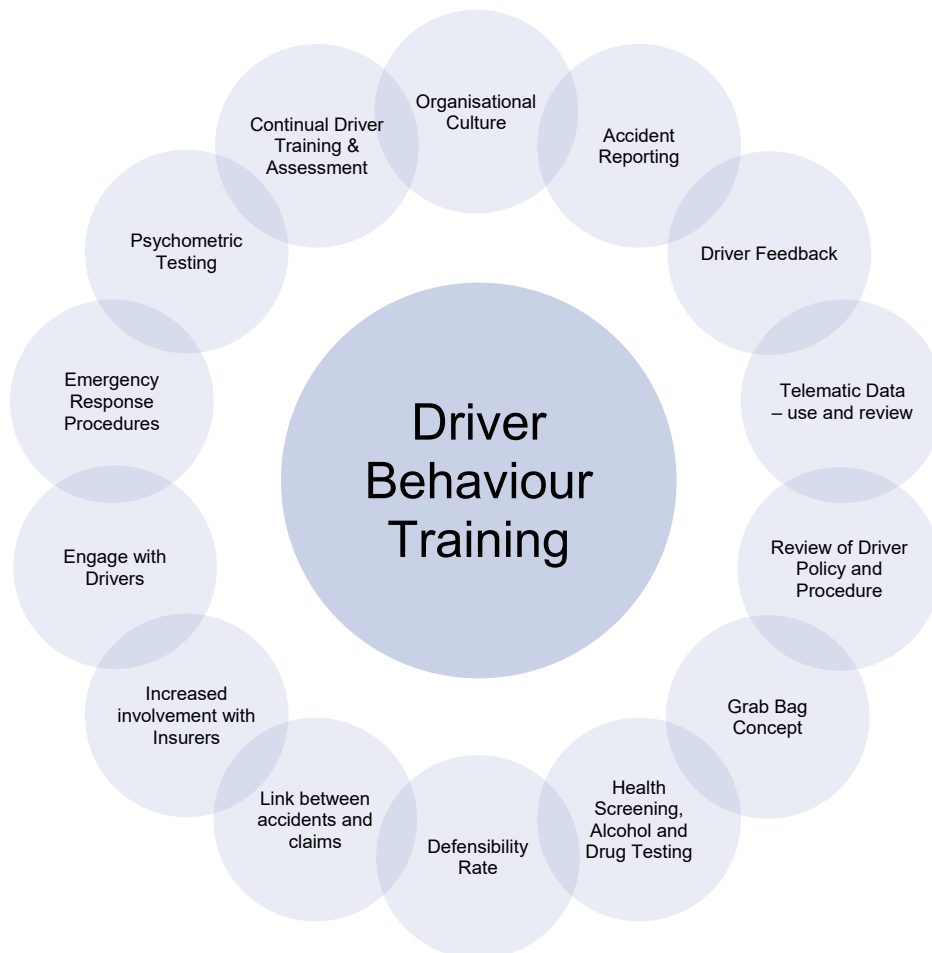 Organisational
Culture
Accident
Reporting
Driver Feedback
Telematic Data
– use and review
Review of Driver
Policy and
Procedure
Grab Bag
Concept
Health
Screening,
Alcohol and
Drug Testing
Defensibility
Rate
Link between
accidents and
claims
Increased
involvement with
Insurers
Engage with
Drivers
Emergency
Response
Procedures
Psychometric
Testing
Continual Driver
Training &
Assessment
Driver
Behaviour
Training